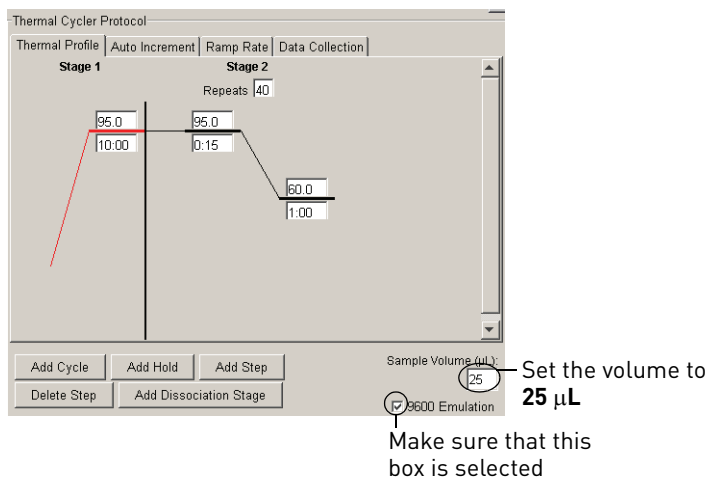 Thermal Cycler Protocol
Thermal Profile Auto Increment Ramp Rate Data Collection
Stage 1 Stage 2
Repeats 40
95.0 95.0
10:00 0:15
60.0
1:00
Add Cycle Add Hold Add Step
Delete Step Add Dissociation Stage
Sample Volume (µL):
25
9600 Emulation
Set the volume to
25 µL
Make sure that this
box is selected